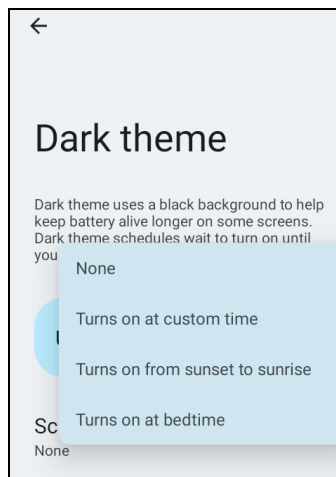 Dark theme
Dark theme uses a black background to help
keep battery alive longer on some screens.
Dark theme schedules wait to turn on until
None
Turns on at custom time
Turns on from sunset to sunrise
Turns on at bedtime
None